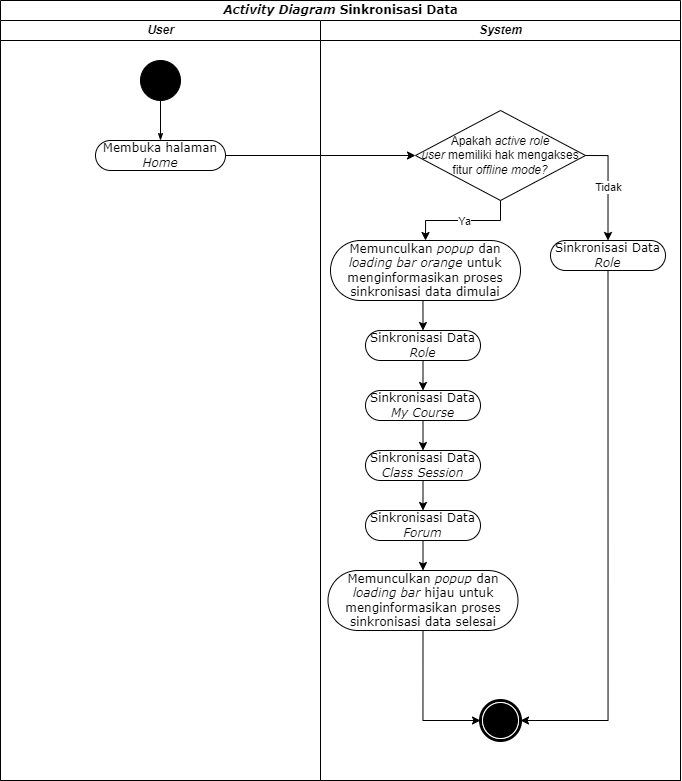 Activity Diagram Sinkronisasi Data
User
System
Membuka halaman
Home
Apakah active role
user memiliki hak mengakses
fitur offline mode?
Tidak
Ya
Memunculkan popup dan
loading bar orange untuk
menginformasikan proses
sinkronisasi data dimulai
Sinkronisasi Data
Role
Sinkronisasi Data
Role
Sinkronisasi Data
My Course
Sinkronisasi Data
Class Session
Sinkronisasi Data
Forum
Memunculkan popup dan
loading bar hijau untuk
menginformasikan proses
sinkronisasi data selesai